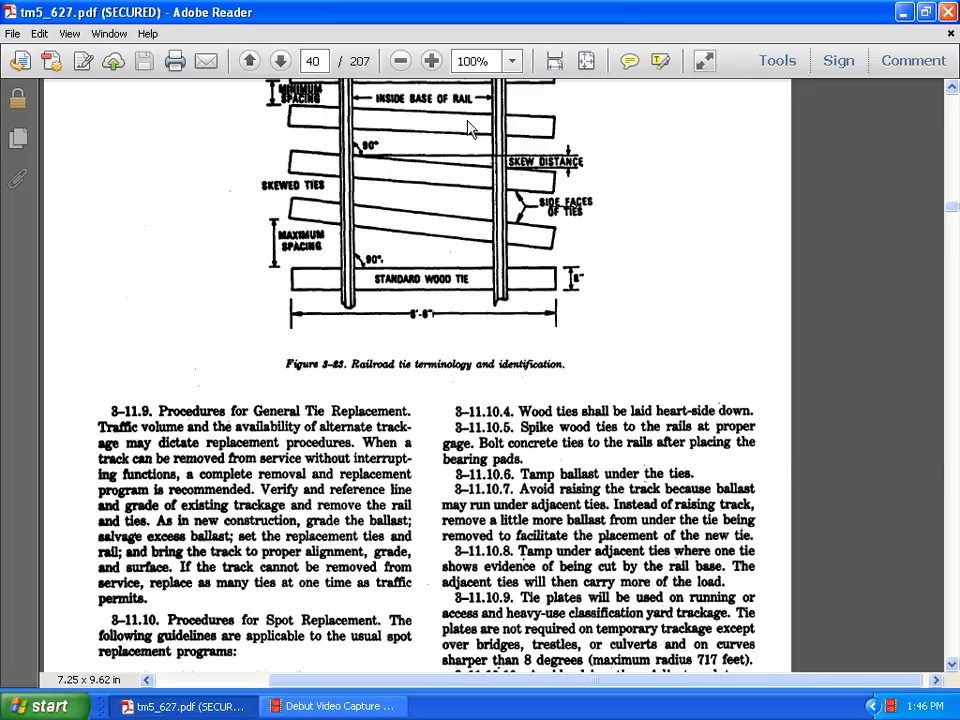 tm5_627.pdf (SECURED) - Adobe Reader
File Edit View Window Help
40 / 207 100% Tools Sign Comment
MINIMUM
SPACING
INSIDE BASE OF RAIL
90°
SKEW DISTANCE
SKEWED TIES
SIDE FACES
OF TIES
MAXIMUM
SPACING
90°
STANDARD WOOD TIE
8"
8'-6"
Figure 3-23. Railroad tie terminology and identification.
3-11.9. Procedures for General Tie Replacement.
Traffic volume and the availability of alternate track-
age may dictate replacement procedures. When a
track can be removed from service without interrupt-
ing functions, a complete removal and replacement
program is recommended. Verify and reference line
and grade of existing trackage and remove the rail
and ties. As in new construction, grade the ballast;
salvage excess ballast; set the replacement ties and
rail; and bring the track to proper alignment, grade,
and surface. If the track cannot be removed from
service, replace as many ties at one time as traffic
permits.
3-11.10. Procedures for Spot Replacement. The
following guidelines are applicable to the usual spot
replacement programs:
3-11.10.4. Wood ties shall be laid heart-side down.
3-11.10.5. Spike wood ties to the rails at proper
gage. Bolt concrete ties to the rails after placing the
bearing pads.
3-11.10.6. Tamp ballast under the ties.
3-11.10.7. Avoid raising the track because ballast
may run under adjacent ties. Instead of raising track,
remove a little more ballast from under the tie being
removed to facilitate the placement of the new tie.
3-11.10.8. Tamp under adjacent ties where one tie
shows evidence of being cut by the rail base. The
adjacent ties will then carry more of the load.
3-11.10.9. Tie plates will be used on running or
access and heavy-use classification yard trackage. Tie
plates are not required on temporary trackage except
over bridges, trestles, or culverts and on curves
sharper than 8 degrees (maximum radius 717 feet).
7.25 x 9.62 in
start tm5_627.pdf (SECUR... Debut Video Capture ... 1:46 PM